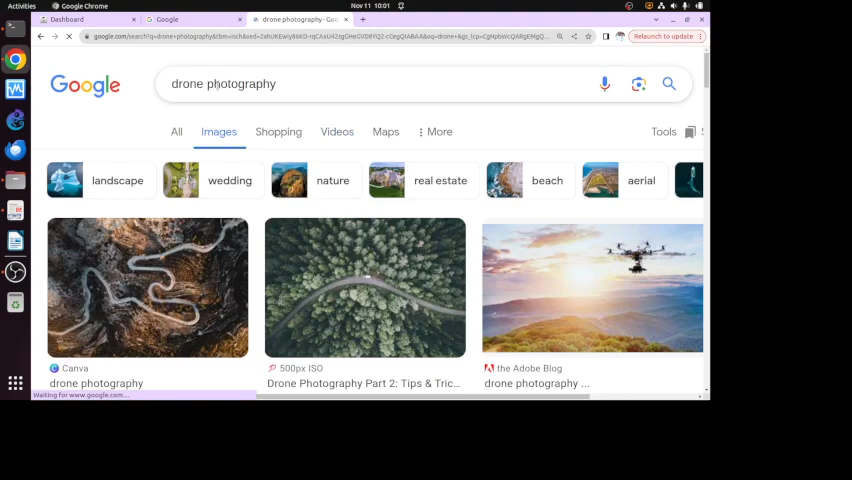 Activities Google Chrome Nov 11 10:01
Dashboard Google drone photography - Goo
Relaunch to update
Google drone photography
All Images Shopping Videos Maps More Tools
landscape wedding nature real estate beach aerial
Canva 500px ISO the Adobe Blog
drone photography Drone Photography Part 2: Tips & Tric... drone photography ...
Waiting for www.google.com...